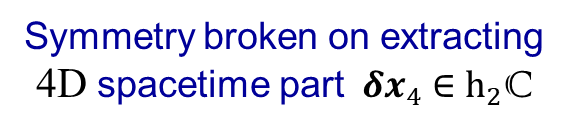 Symmetry broken on extracting
4D spacetime part δx₄ ∈ h₂ℂ